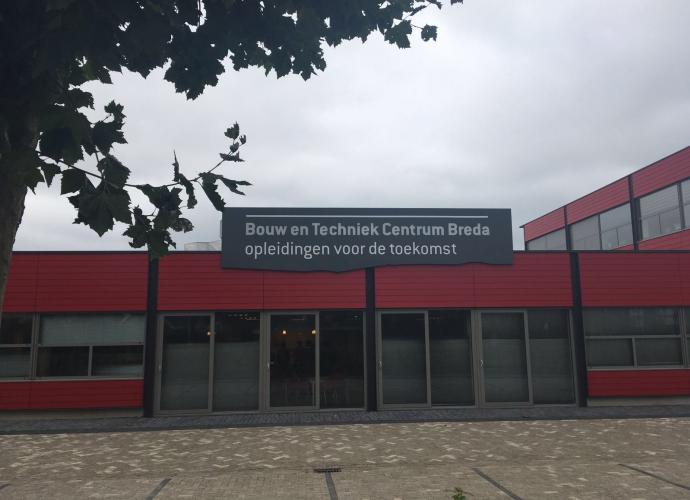 Bouw en Techniek Centrum Breda
opleidingen voor de toekomst